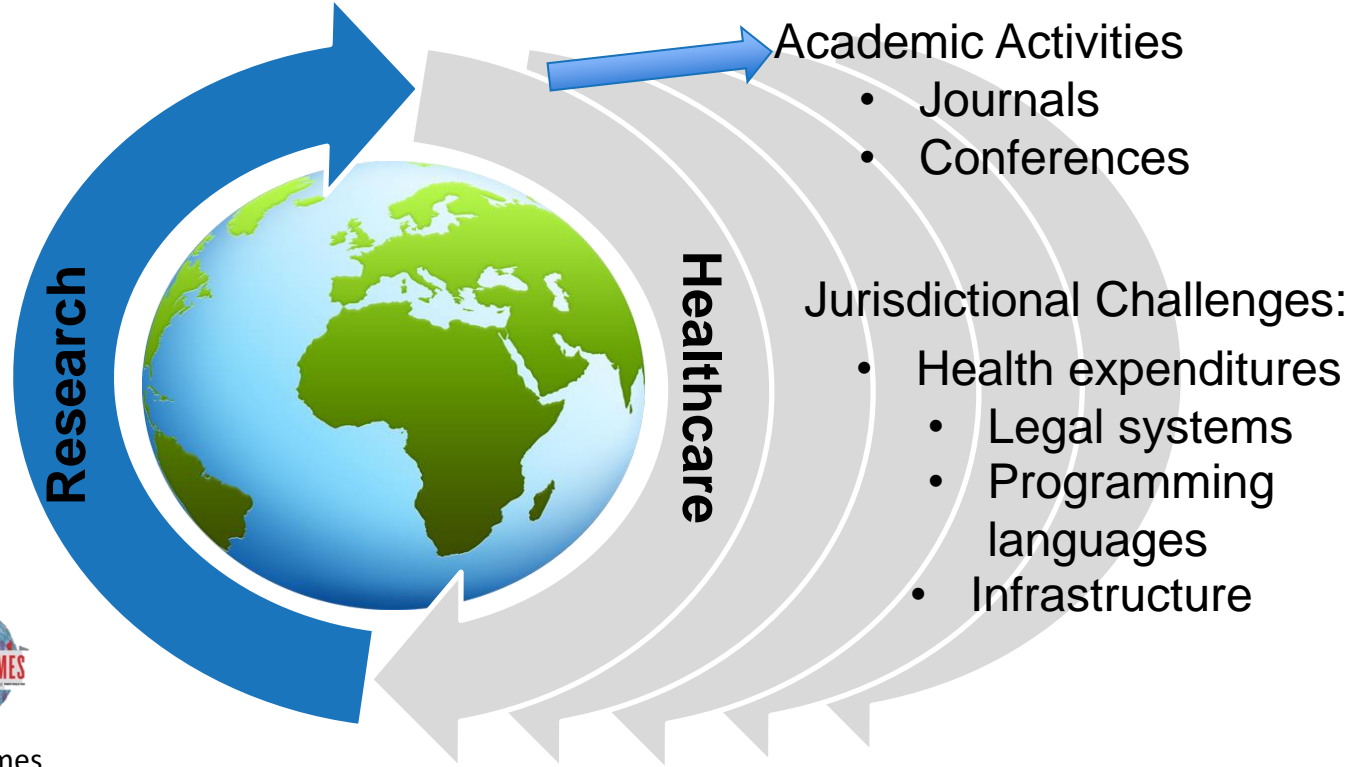 Academic Activities
• Journals
• Conferences
Research
Healthcare
Jurisdictional Challenges:
• Health expenditures
• Legal systems
• Programming
languages
• Infrastructure